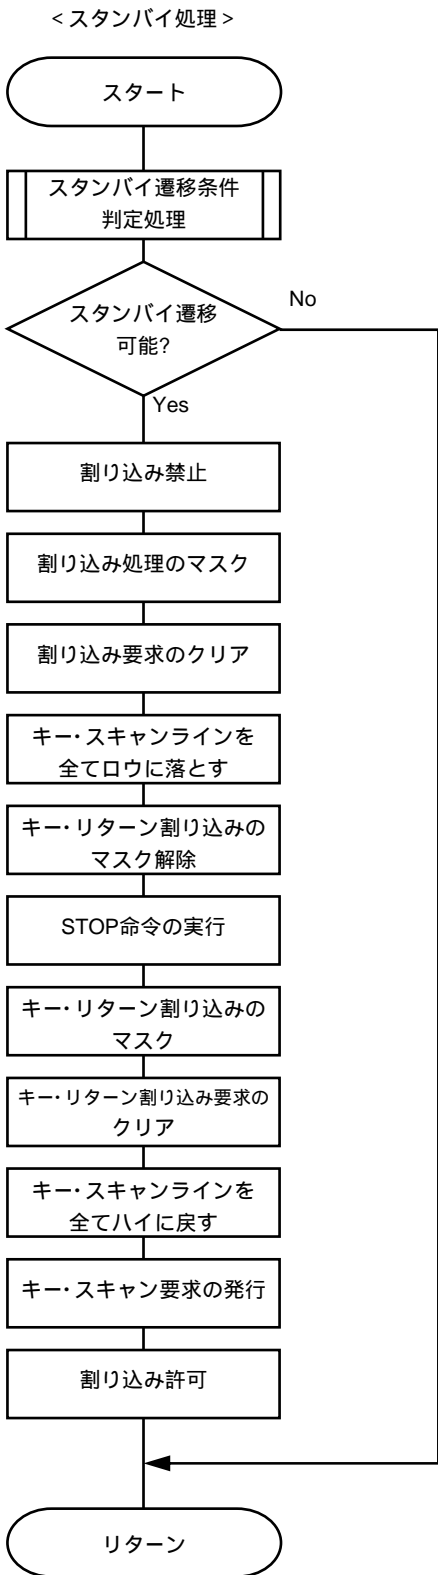 <スタンバイ処理>
スタート
スタンバイ遷移条件
判定処理
スタンバイ遷移
可能?
No
Yes
割り込み禁止
割り込み処理のマスク
割り込み要求のクリア
キー・スキャンラインを
全てロウに落とす
キー・リターン割り込みの
マスク解除
STOP命令の実行
キー・リターン割り込みの
マスク
キー・リターン割り込み要求の
クリア
キー・スキャンラインを
全てハイに戻す
キー・スキャン要求の発行
割り込み許可
リターン